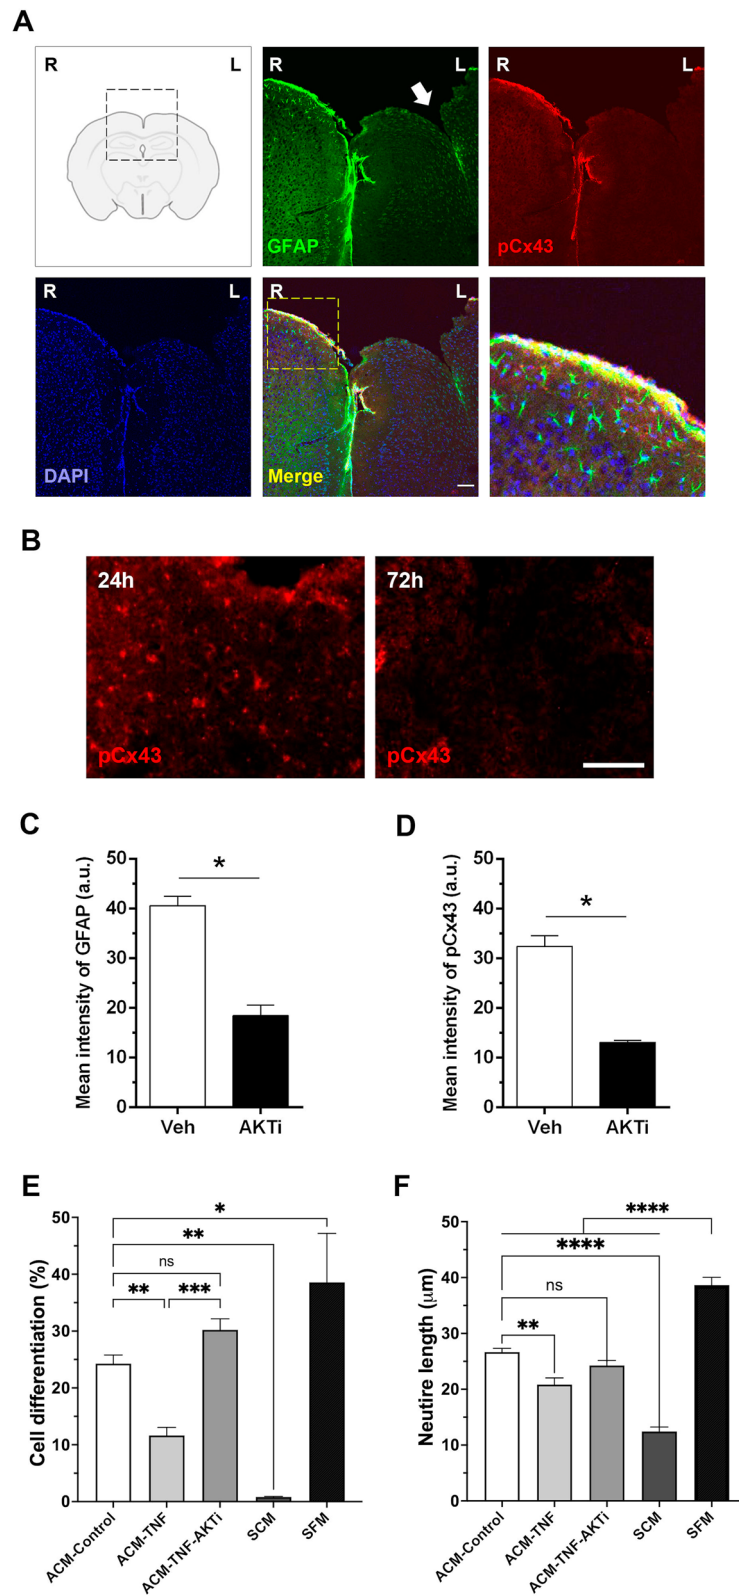 A
R L
R L
GFAP
R L
pCx43
R L
DAPI
R L
Merge
B
24h
pCx43
72h
pCx43
C
Mean intensity of GFAP (a.u.)
50
40
30
20
10
0
*
Veh AKTi
D
Mean intensity of pCx43 (a.u.)
50
40
30
20
10
0
*
Veh AKTi
E
Cell differentiation (%)
50
40
30
20
10
0
*
**
ns
** ***
ACM-Control
ACM-TNF
ACM-TNF-AKTi
SCM
SFM
F
Neutire length (μm)
50
40
30
20
10
0
****
****
ns
**
ACM-Control
ACM-TNF
ACM-TNF-AKTi
SCM
SFM